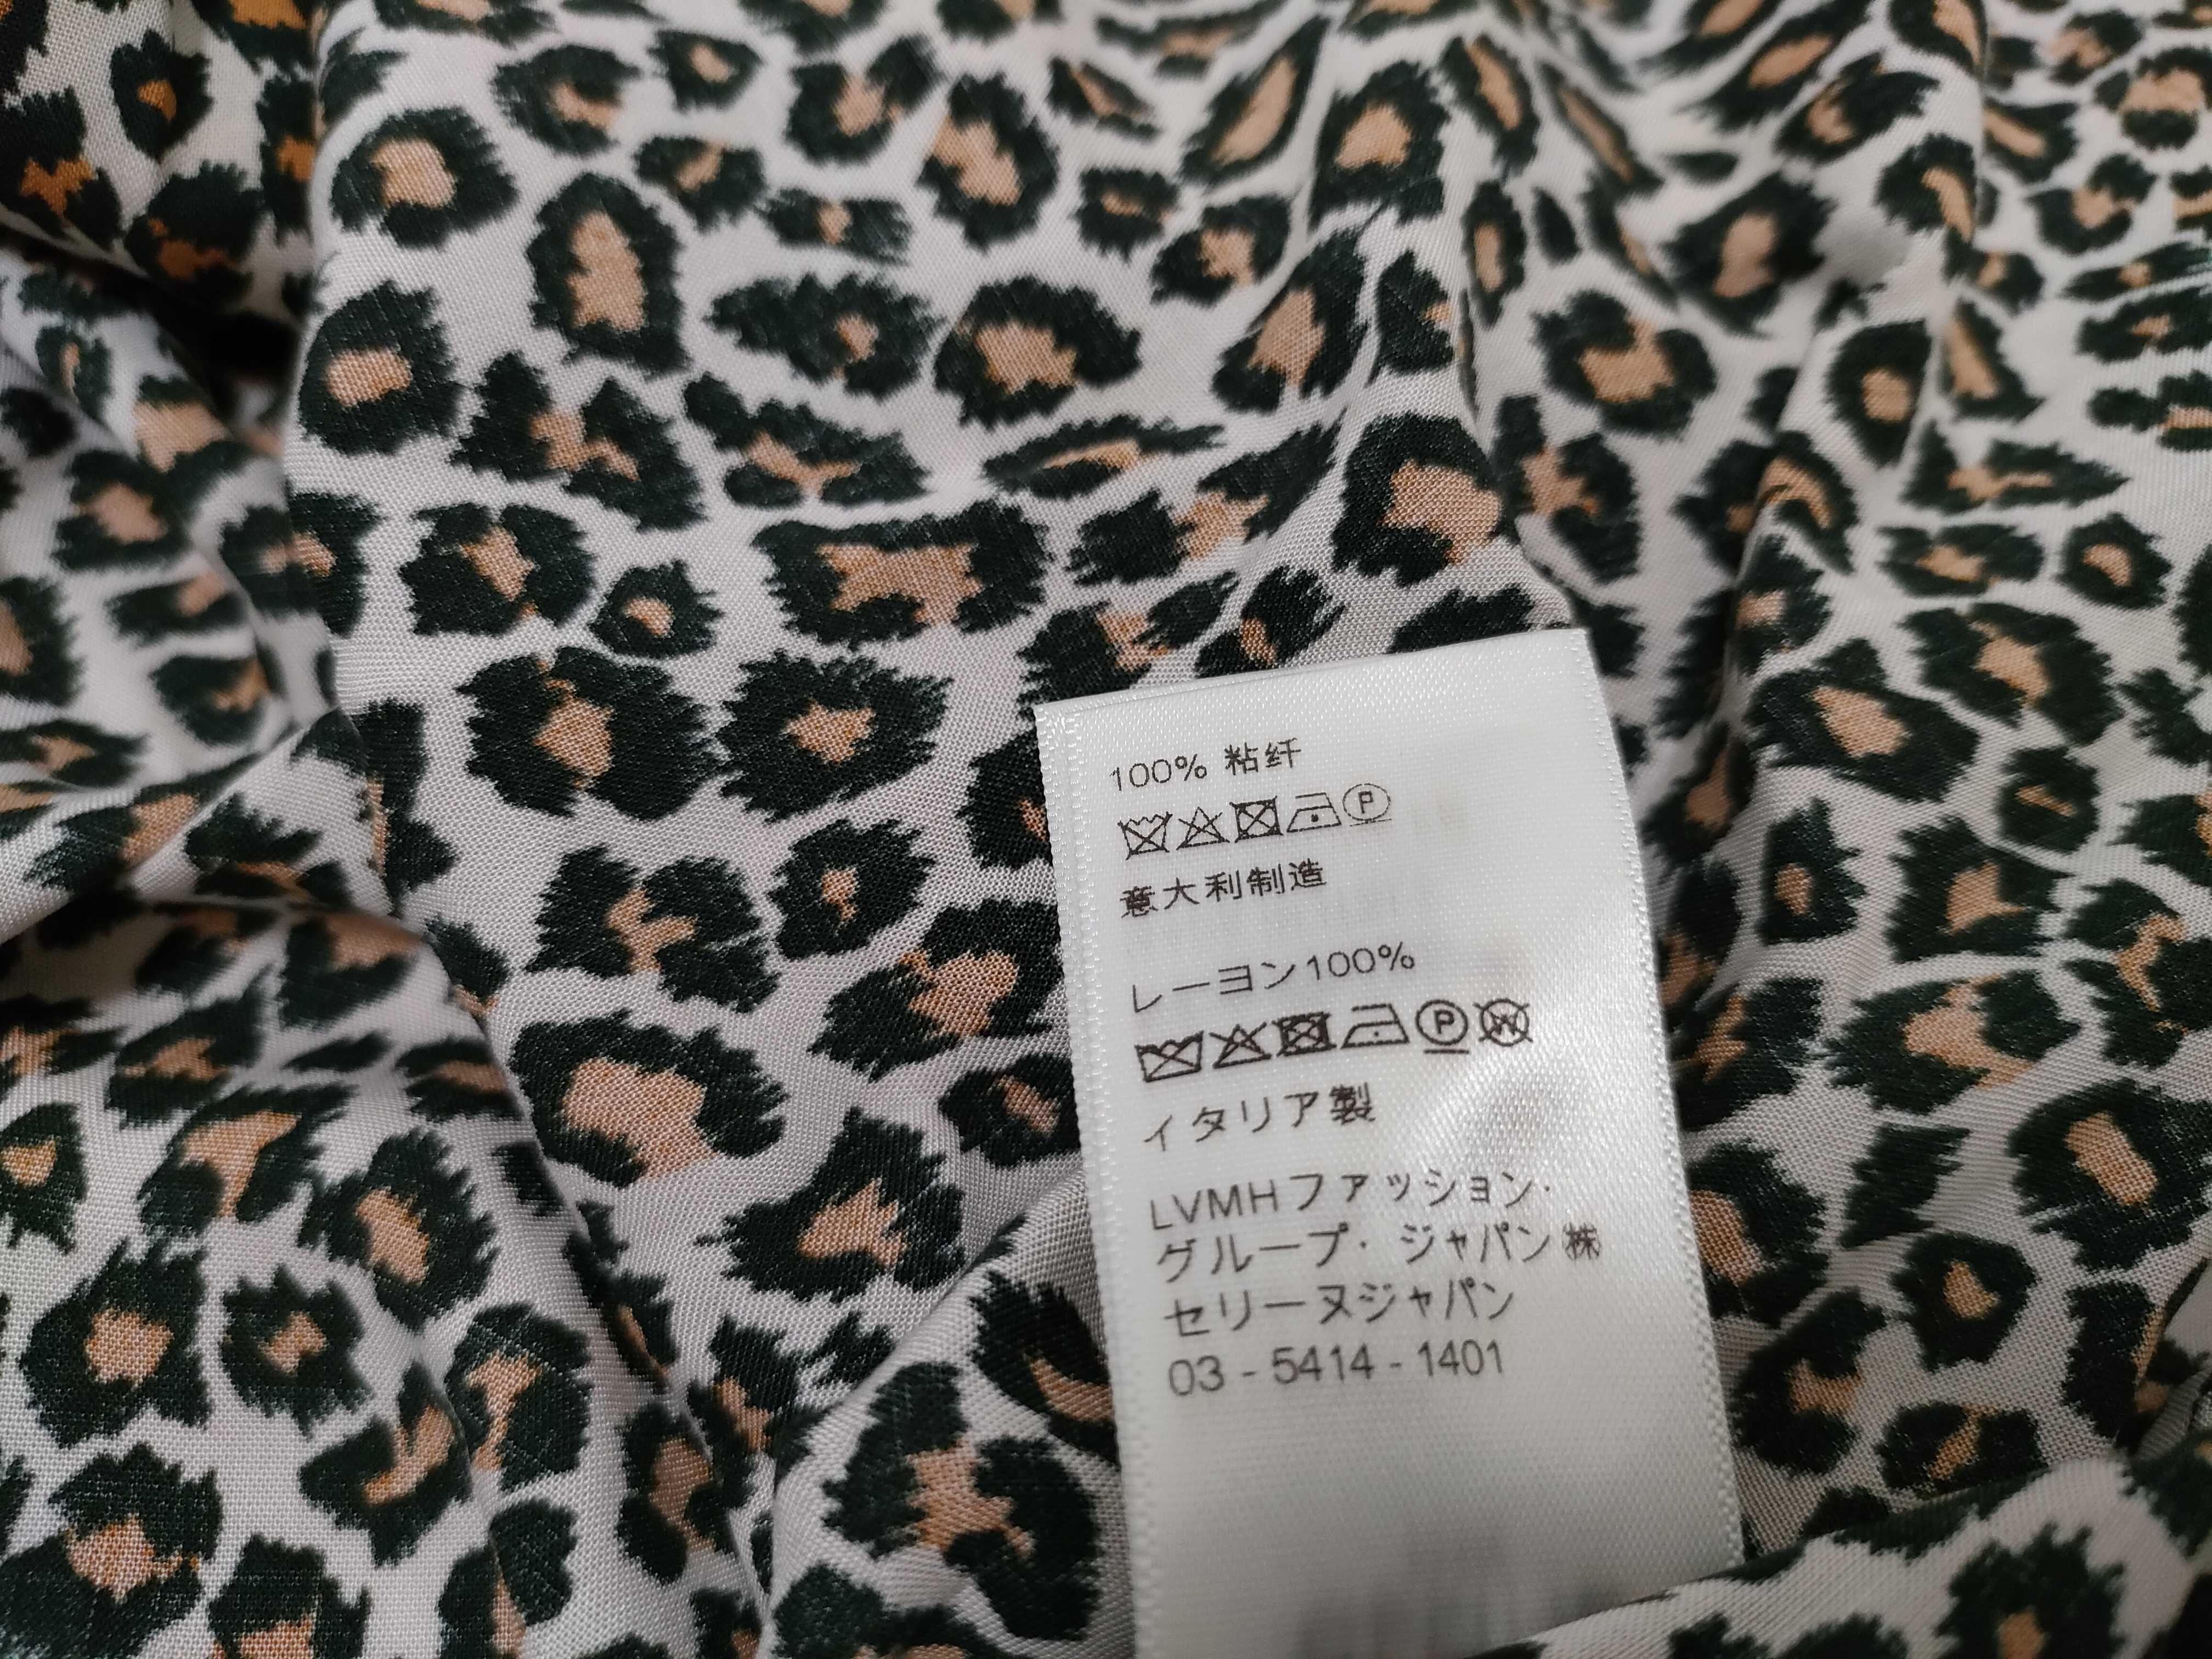 100% 粘纤
P
意大利制造
レーヨン100%
P W
イタリア製
LVMHファッション·
グループ· ジャパン㈱
セリーヌジャパン
03 - 5414 - 1401